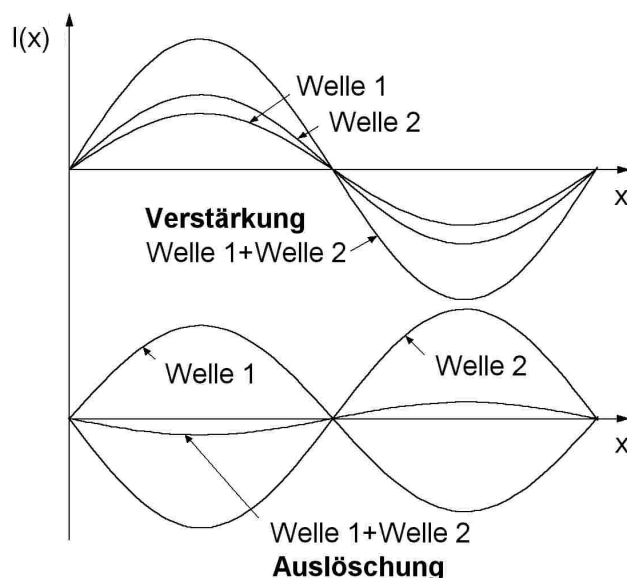 I(x)
Welle 1
Welle 2
x
Verstärkung
Welle 1+Welle 2
Welle 1
Welle 2
x
Welle 1+Welle 2
Auslöschung